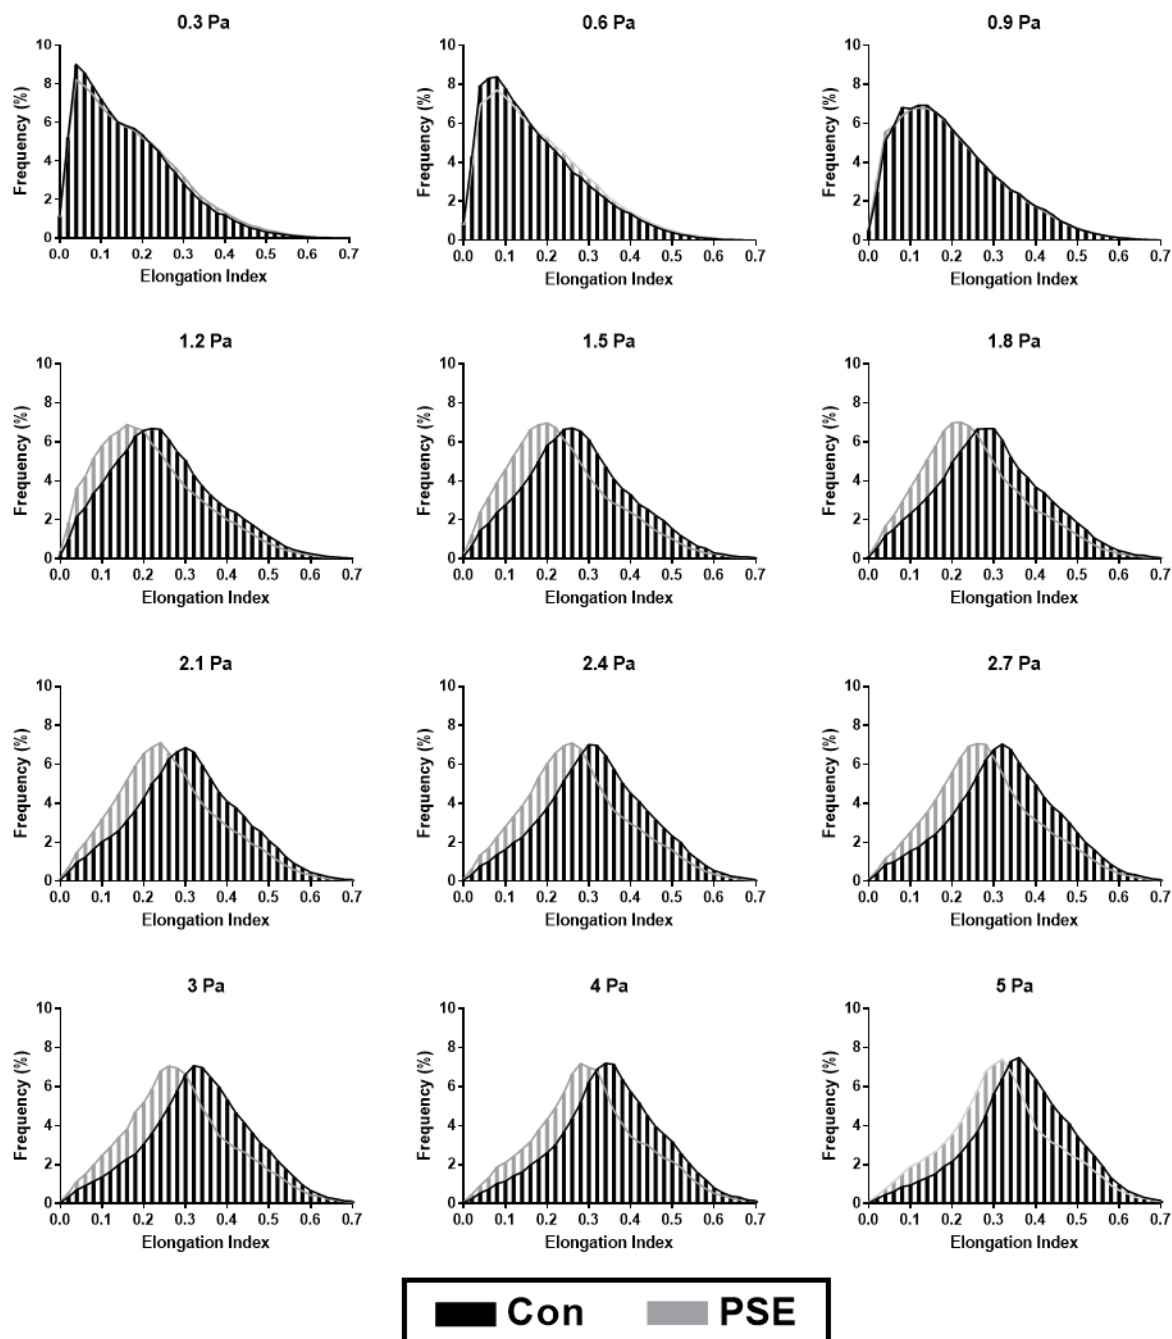 0.3 Pa 0.6 Pa 0.9 Pa
10 10 10
8 8 8
6 6 6
4 4 4
2 2 2
0 0 0
Frequency (%) Frequency (%) Frequency (%)
0.0 0.1 0.2 0.3 0.4 0.5 0.6 0.7 0.0 0.1 0.2 0.3 0.4 0.5 0.6 0.7 0.0 0.1 0.2 0.3 0.4 0.5 0.6 0.7
Elongation Index Elongation Index Elongation Index
1.2 Pa 1.5 Pa 1.8 Pa
10 10 10
8 8 8
6 6 6
4 4 4
2 2 2
0 0 0
Frequency (%) Frequency (%) Frequency (%)
0.0 0.1 0.2 0.3 0.4 0.5 0.6 0.7 0.0 0.1 0.2 0.3 0.4 0.5 0.6 0.7 0.0 0.1 0.2 0.3 0.4 0.5 0.6 0.7
Elongation Index Elongation Index Elongation Index
2.1 Pa 2.4 Pa 2.7 Pa
10 10 10
8 8 8
6 6 6
4 4 4
2 2 2
0 0 0
Frequency (%) Frequency (%) Frequency (%)
0.0 0.1 0.2 0.3 0.4 0.5 0.6 0.7 0.0 0.1 0.2 0.3 0.4 0.5 0.6 0.7 0.0 0.1 0.2 0.3 0.4 0.5 0.6 0.7
Elongation Index Elongation Index Elongation Index
3 Pa 4 Pa 5 Pa
10 10 10
8 8 8
6 6 6
4 4 4
2 2 2
0 0 0
Frequency (%) Frequency (%) Frequency (%)
0.0 0.1 0.2 0.3 0.4 0.5 0.6 0.7 0.0 0.1 0.2 0.3 0.4 0.5 0.6 0.7 0.0 0.1 0.2 0.3 0.4 0.5 0.6 0.7
Elongation Index Elongation Index Elongation Index
Con PSE